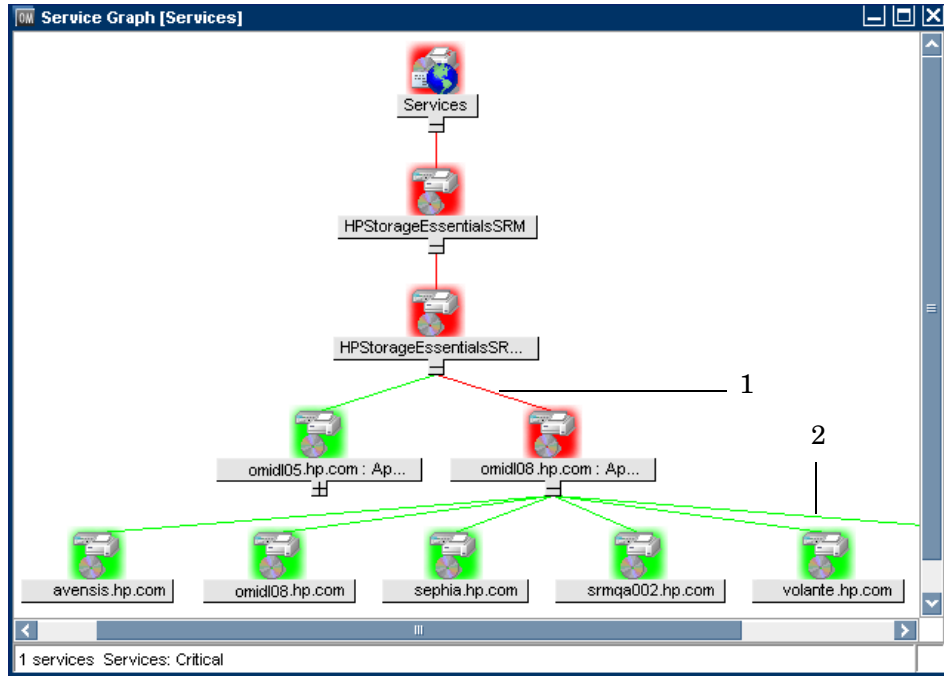 OM Service Graph [Services]
Services
HPStorageEssentialsSRM
HPStorageEssentialsSR...
1
omidl05.hp.com : Ap...
omidl08.hp.com : Ap...
2
avensis.hp.com
omidl08.hp.com
sephia.hp.com
srmqa002.hp.com
volante.hp.com
1 services Services: Critical